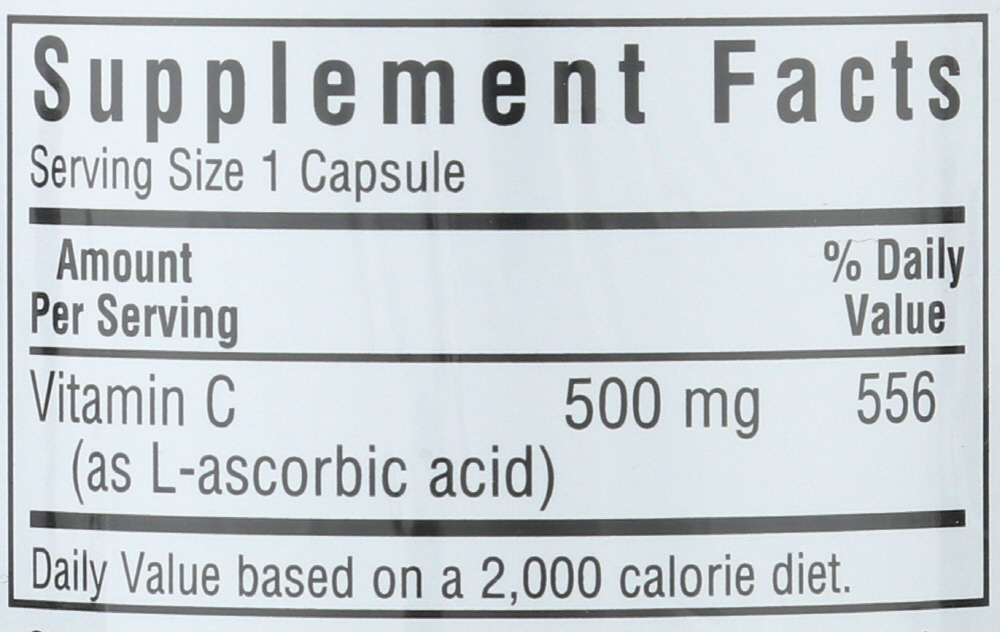 Supplement Facts
Serving Size 1 Capsule
Amount
Per Serving
% Daily
Value
Vitamin C 500 mg 556
(as L-ascorbic acid)
Daily Value based on a 2,000 calorie diet.